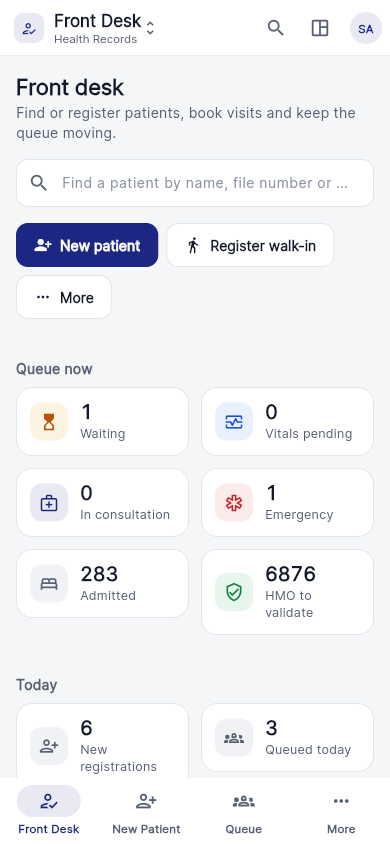 Front Desk
Health Records
SA
Front desk
Find or register patients, book visits and keep the
queue moving.
Find a patient by name, file number or ...
New patient
Register walk-in
More
Queue now
1
Waiting
0
Vitals pending
0
In consultation
1
Emergency
283
Admitted
6876
HMO to
validate
Today
6
New
registrations
3
Queued today
Front Desk
New Patient
Queue
More